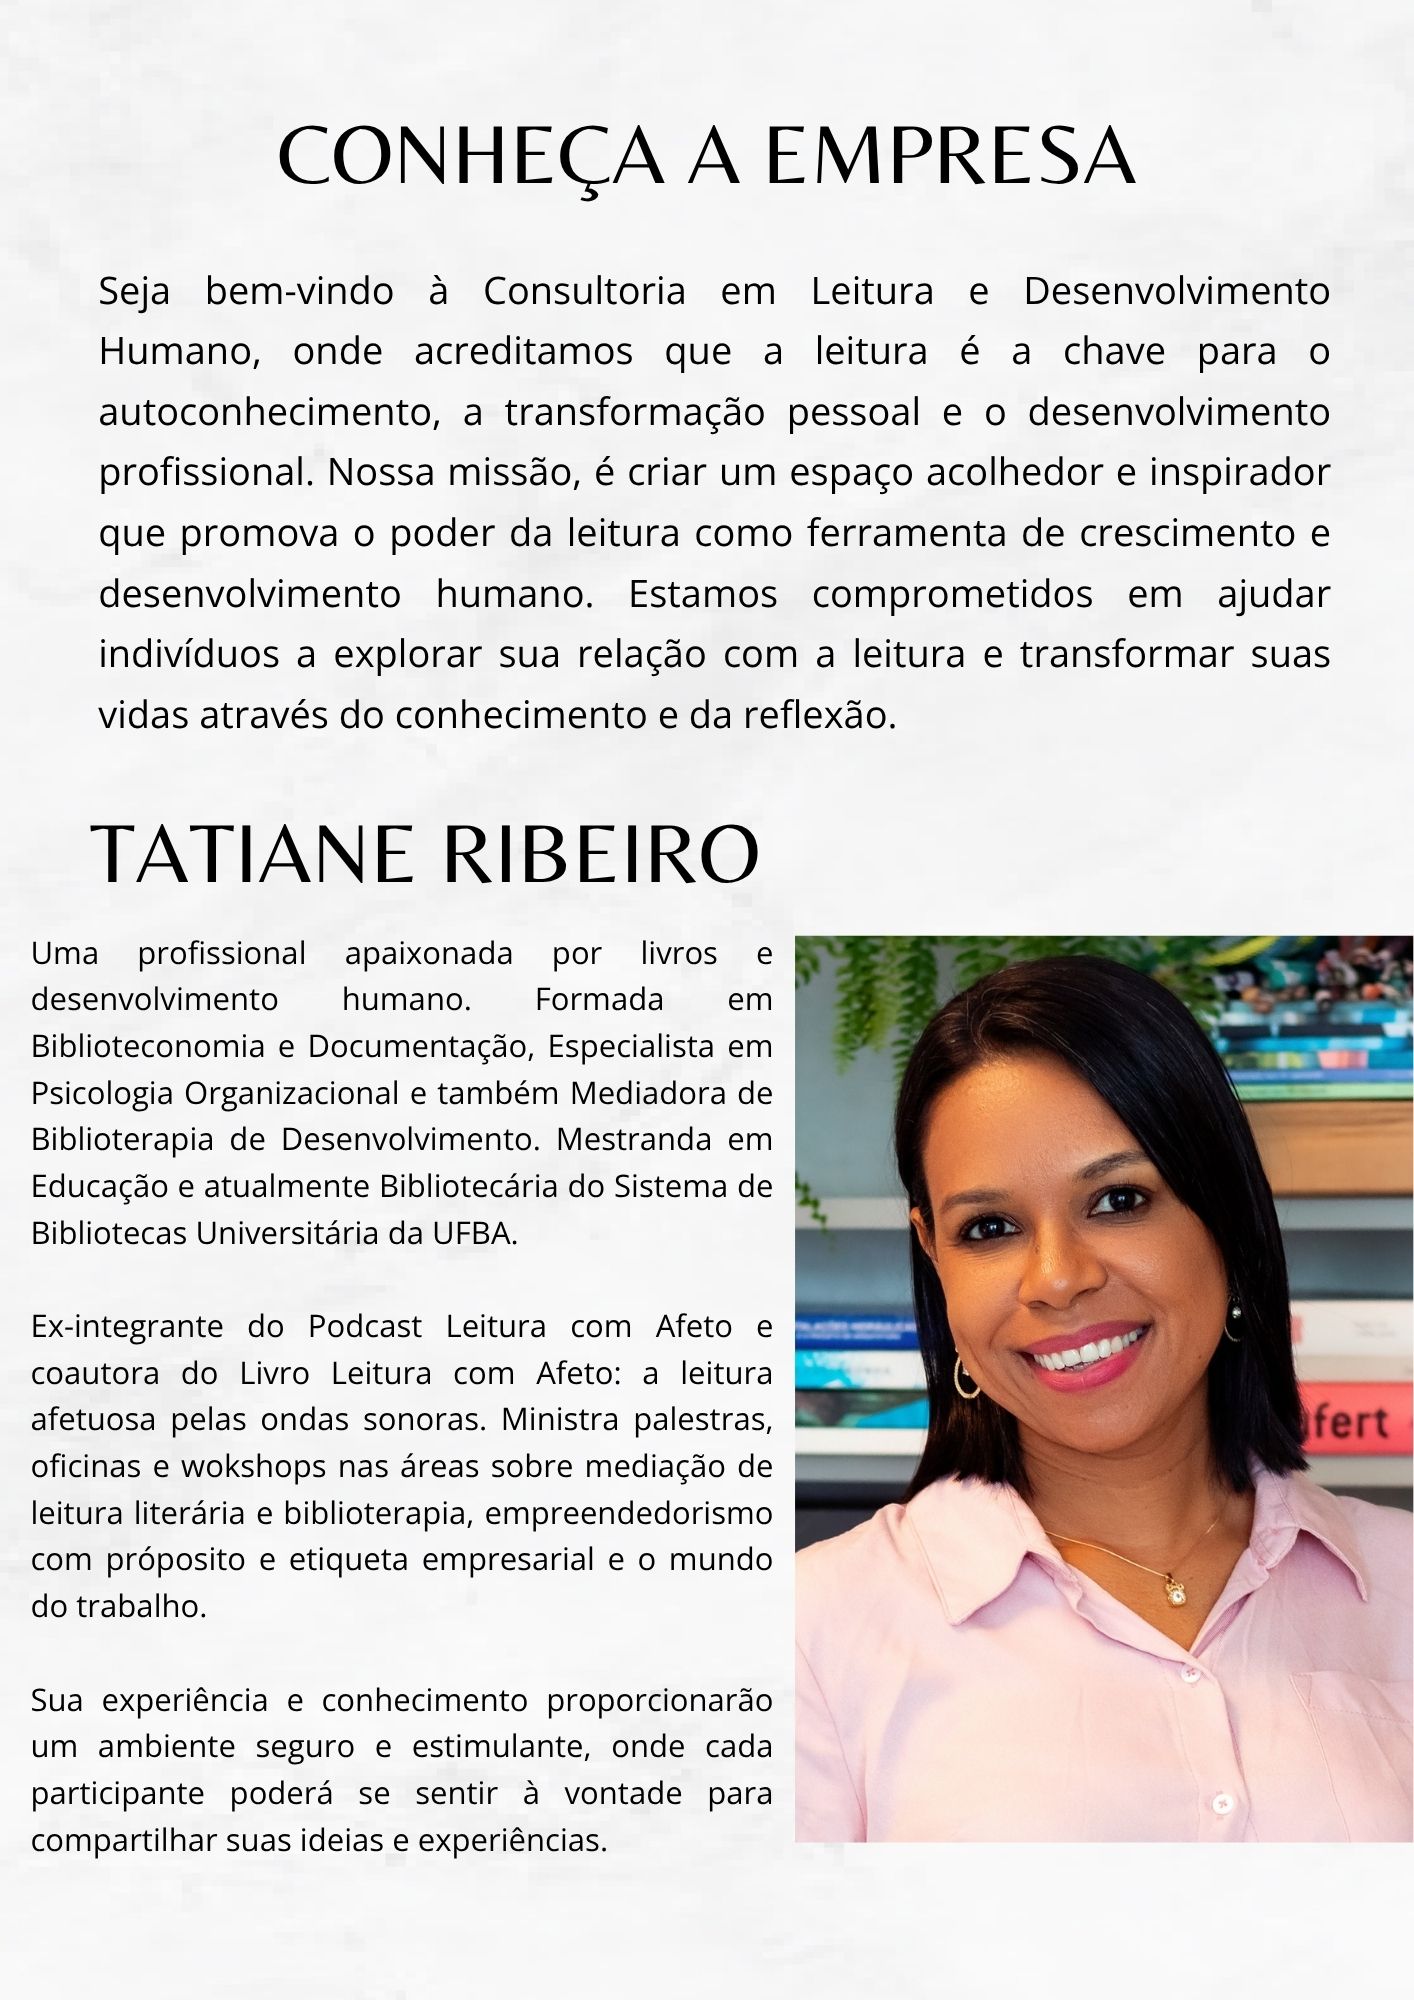 CONHEÇA A EMPRESA
Seja bem-vindo à Consultoria em Leitura e Desenvolvimento
Humano, onde acreditamos que a leitura é a chave para o
autoconhecimento, a transformação pessoal e o desenvolvimento
profissional. Nossa missão, é criar um espaço acolhedor e inspirador
que promova o poder da leitura como ferramenta de crescimento e
desenvolvimento humano. Estamos comprometidos em ajudar
indivíduos a explorar sua relação com a leitura e transformar suas
vidas através do conhecimento e da reflexão.
TATIANE RIBEIRO
Uma profissional apaixonada por livros e
desenvolvimento humano. Formada em
Biblioteconomia e Documentação, Especialista em
Psicologia Organizacional e também Mediadora de
Biblioterapia de Desenvolvimento. Mestranda em
Educação e atualmente Bibliotecária do Sistema de
Bibliotecas Universitária da UFBA.
Ex-integrante do Podcast Leitura com Afeto e
coautora do Livro Leitura com Afeto: a leitura
afetuosa pelas ondas sonoras. Ministra palestras,
oficinas e wokshops nas áreas sobre mediação de
leitura literária e biblioterapia, empreendedorismo
com próposito e etiqueta empresarial e o mundo
do trabalho.
Sua experiência e conhecimento proporcionarão
um ambiente seguro e estimulante, onde cada
participante poderá se sentir à vontade para
compartilhar suas ideias e experiências.